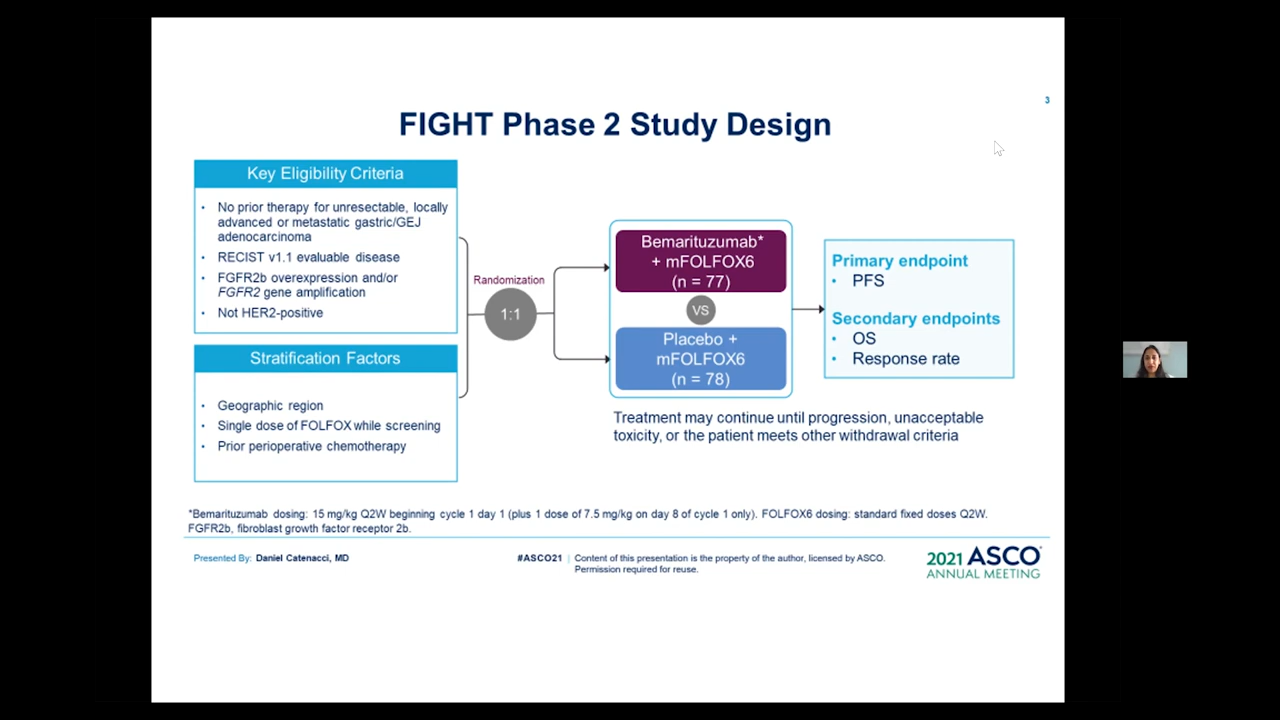 3
FIGHT Phase 2 Study Design
Key Eligibility Criteria
• No prior therapy for unresectable, locally
advanced or metastatic gastric/GEJ
adenocarcinoma
• RECIST v1.1 evaluable disease
• FGFR2b overexpression and/or
FGFR2 gene amplification
• Not HER2-positive
Stratification Factors
• Geographic region
• Single dose of FOLFOX while screening
• Prior perioperative chemotherapy
Randomization
1:1
Bemarituzumab*
+ mFOLFOX6
(n = 77)
VS
Placebo +
mFOLFOX6
(n = 78)
Primary endpoint
• PFS
Secondary endpoints
• OS
• Response rate
Treatment may continue until progression, unacceptable
toxicity, or the patient meets other withdrawal criteria
*Bemarituzumab dosing: 15 mg/kg Q2W beginning cycle 1 day 1 (plus 1 dose of 7.5 mg/kg on day 8 of cycle 1 only). FOLFOX6 dosing: standard fixed doses Q2W.
FGFR2b, fibroblast growth factor receptor 2b.
Presented By: Daniel Catenacci, MD
#ASCO21 | Content of this presentation is the property of the author, licensed by ASCO.
Permission required for reuse.
2021 ASCO®
ANNUAL MEETING